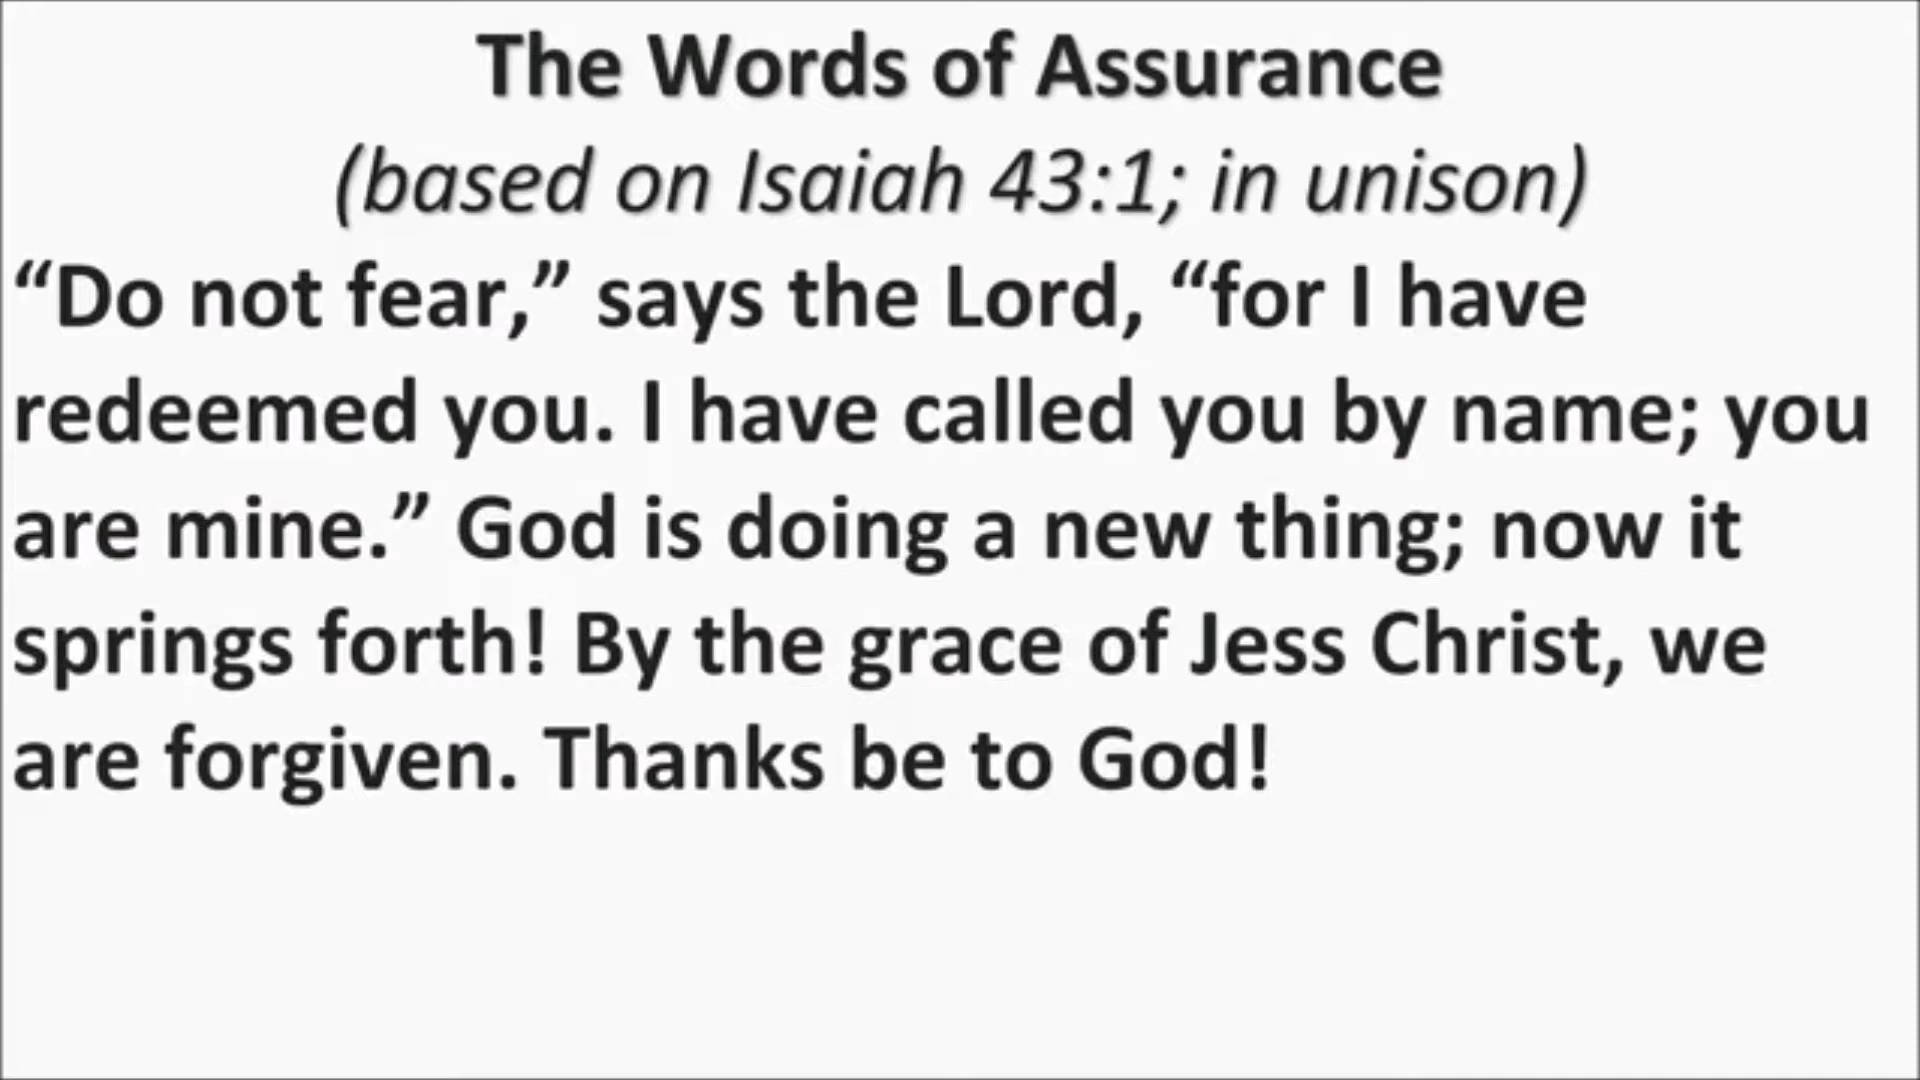 The Words of Assurance
(based on Isaiah 43:1; in unison)
“Do not fear,” says the Lord, “for I have
redeemed you. I have called you by name; you
are mine.” God is doing a new thing; now it
springs forth! By the grace of Jess Christ, we
are forgiven. Thanks be to God!